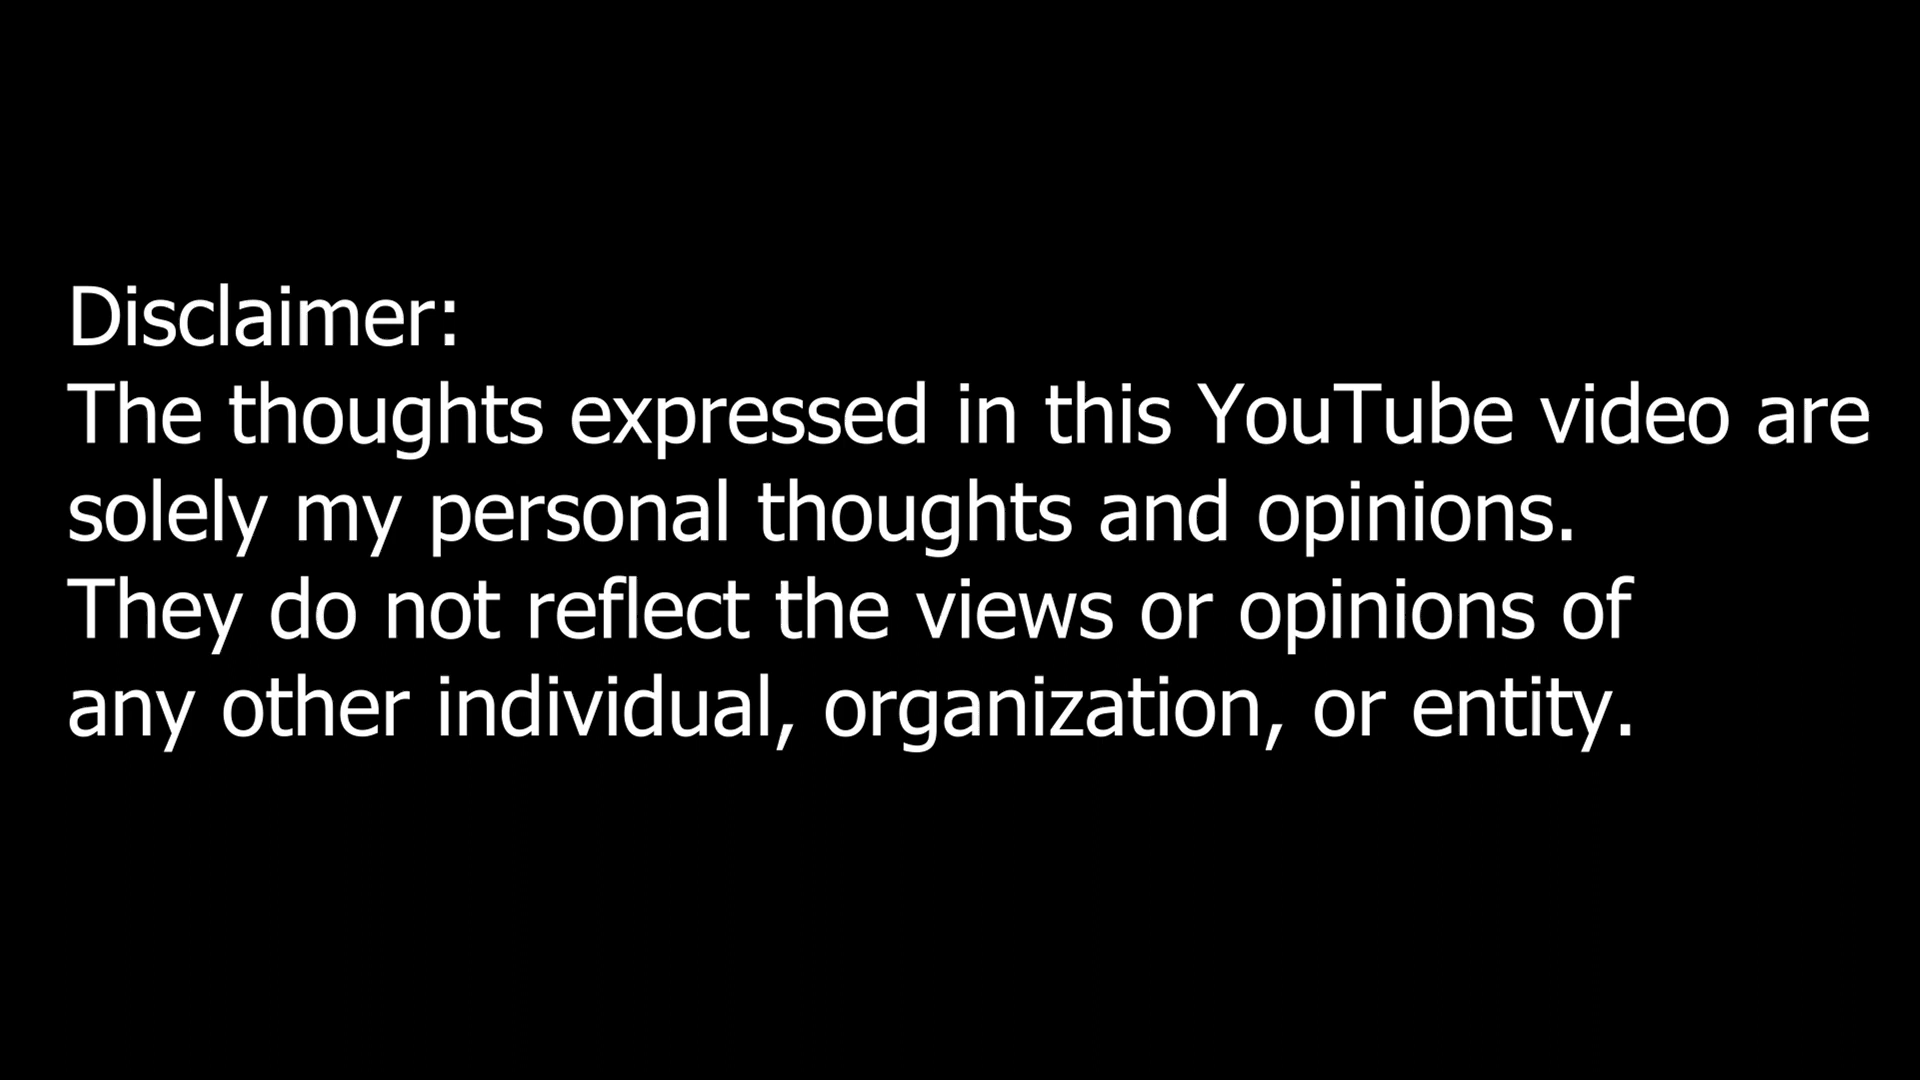 Disclaimer:
The thoughts expressed in this YouTube video are
solely my personal thoughts and opinions.
They do not reflect the views or opinions of
any other individual, organization, or entity.